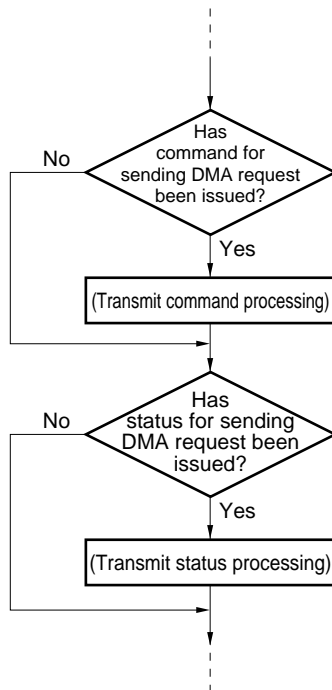 Has
command for
sending DMA request
been issued?
No
Yes
(Transmit command processing)
Has
status for sending
DMA request been
issued?
No
Yes
(Transmit status processing)